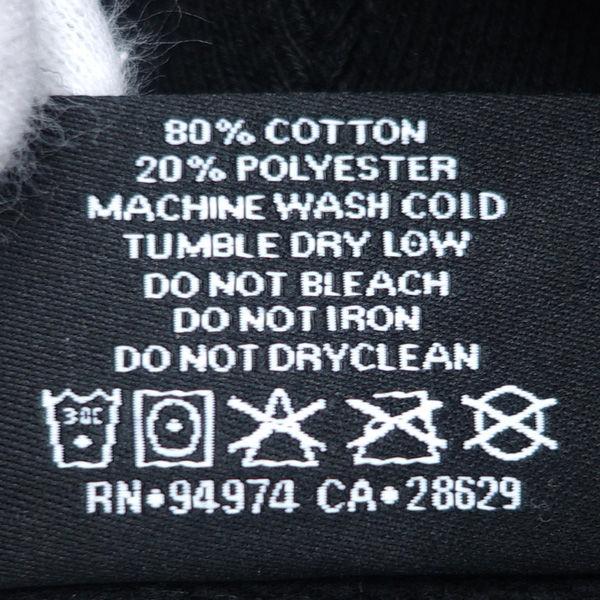 80% COTTON
20% POLYESTER
MACHINE WASH COLD
TUMBLE DRY LOW
DO NOT BLEACH
DO NOT IRON
DO NOT DRYCLEAN
30C
RN•94974 CA•28629